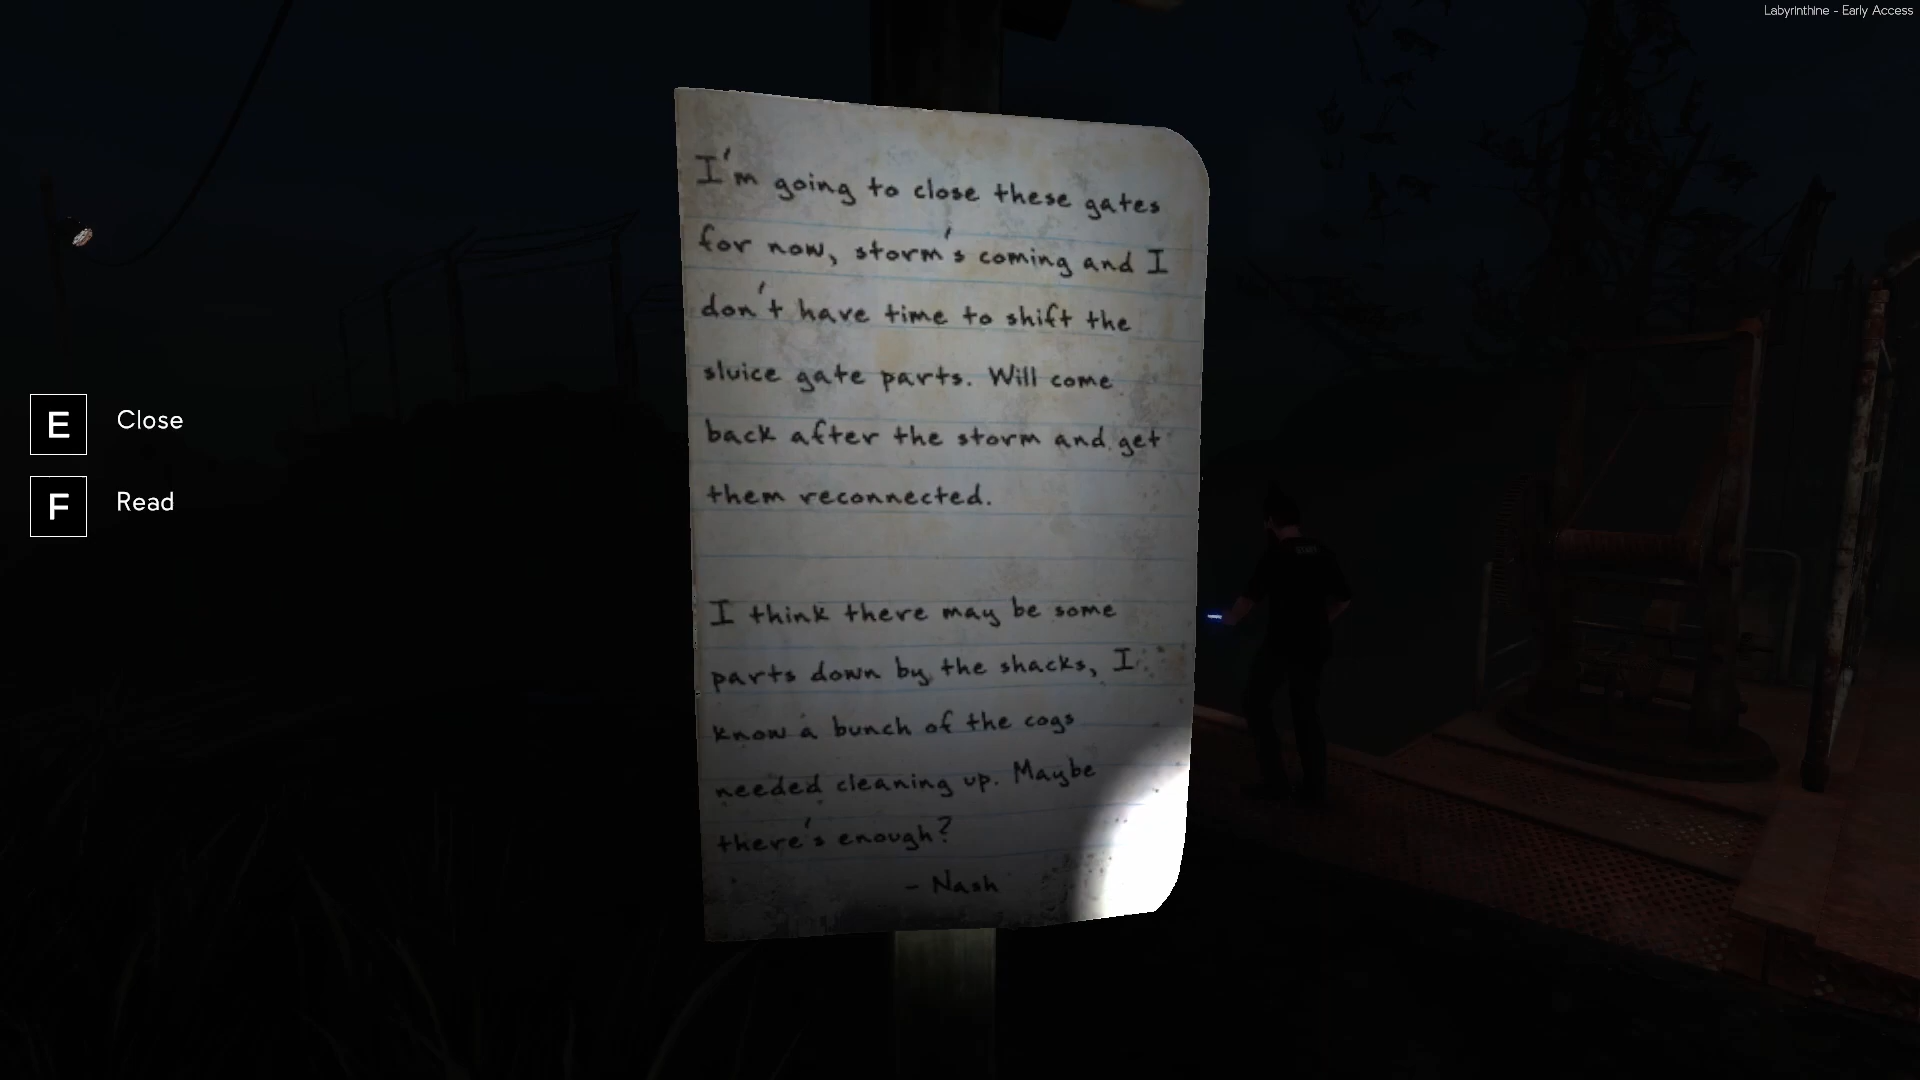 Labyrinthine - Early Access
I'm going to close these gates
for now, storm's coming and I
don't have time to shift the
sluice gate parts. Will come
back after the storm and get
them reconnected.
I think there may be some
parts down by the shacks, I
know a bunch of the cogs
needed cleaning up. Maybe
there's enough?
- Nash
E Close
F Read